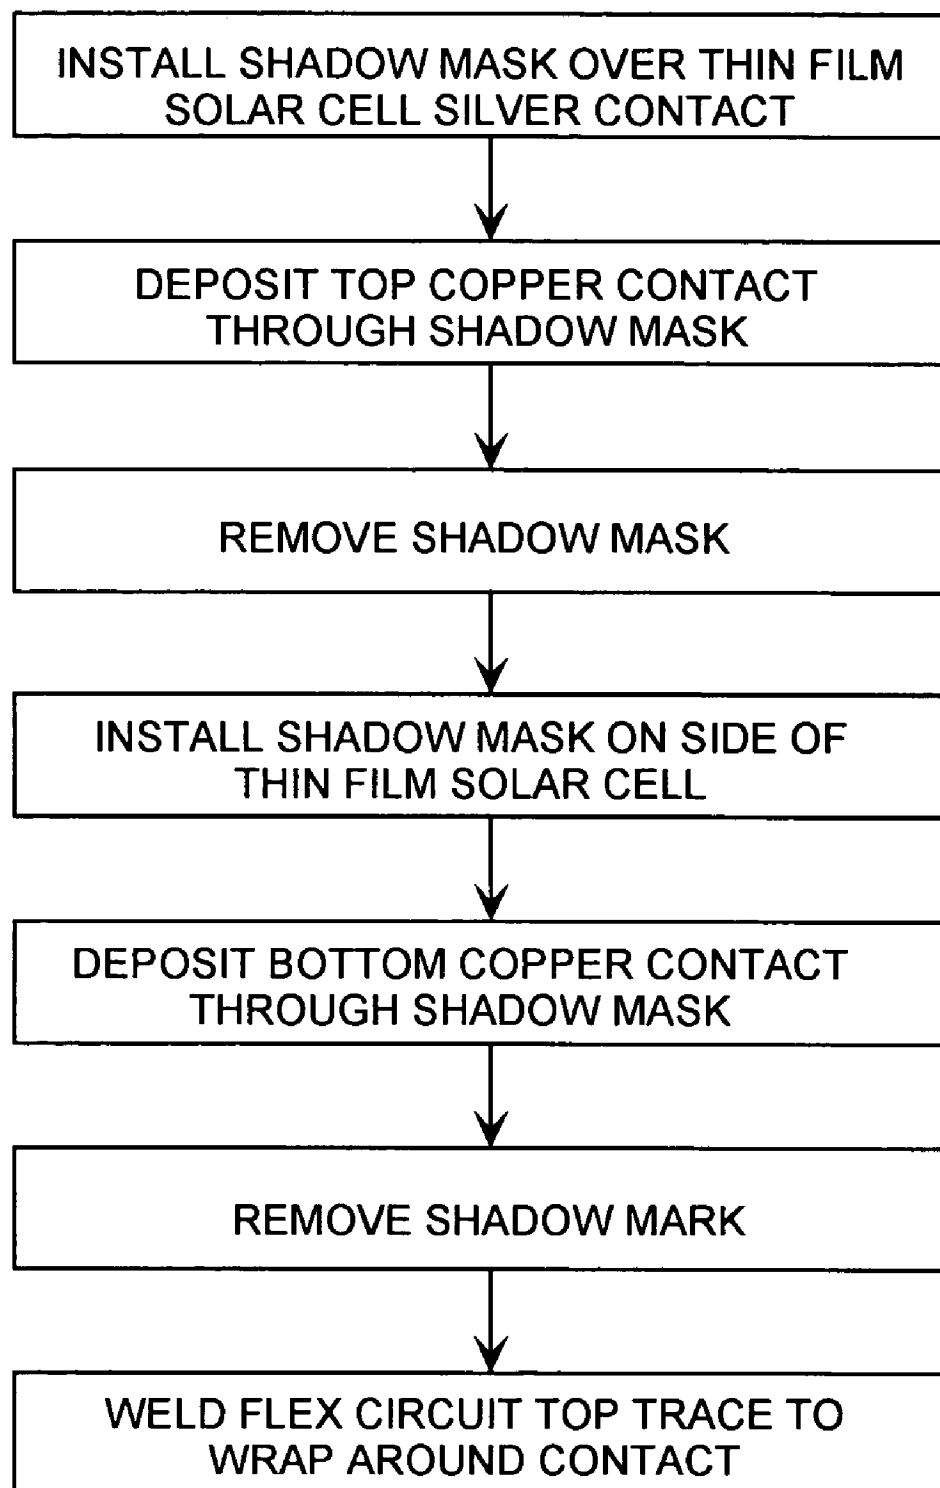 INSTALL SHADOW MASK OVER THIN FILM
SOLAR CELL SILVER CONTACT
DEPOSIT TOP COPPER CONTACT
THROUGH SHADOW MASK
REMOVE SHADOW MASK
INSTALL SHADOW MASK ON SIDE OF
THIN FILM SOLAR CELL
DEPOSIT BOTTOM COPPER CONTACT
THROUGH SHADOW MASK
REMOVE SHADOW MARK
WELD FLEX CIRCUIT TOP TRACE TO
WRAP AROUND CONTACT